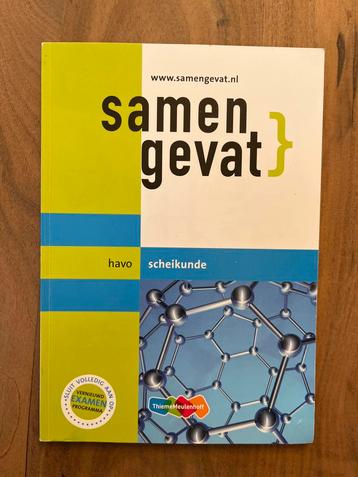 www.samengevat.nl
samen
gevat}
havo scheikunde
SLUIT VOLLEDIG AAN OP
VERNIEUWD
EXAMEN
PROGRAMMA
ThiemeMeulenhoff